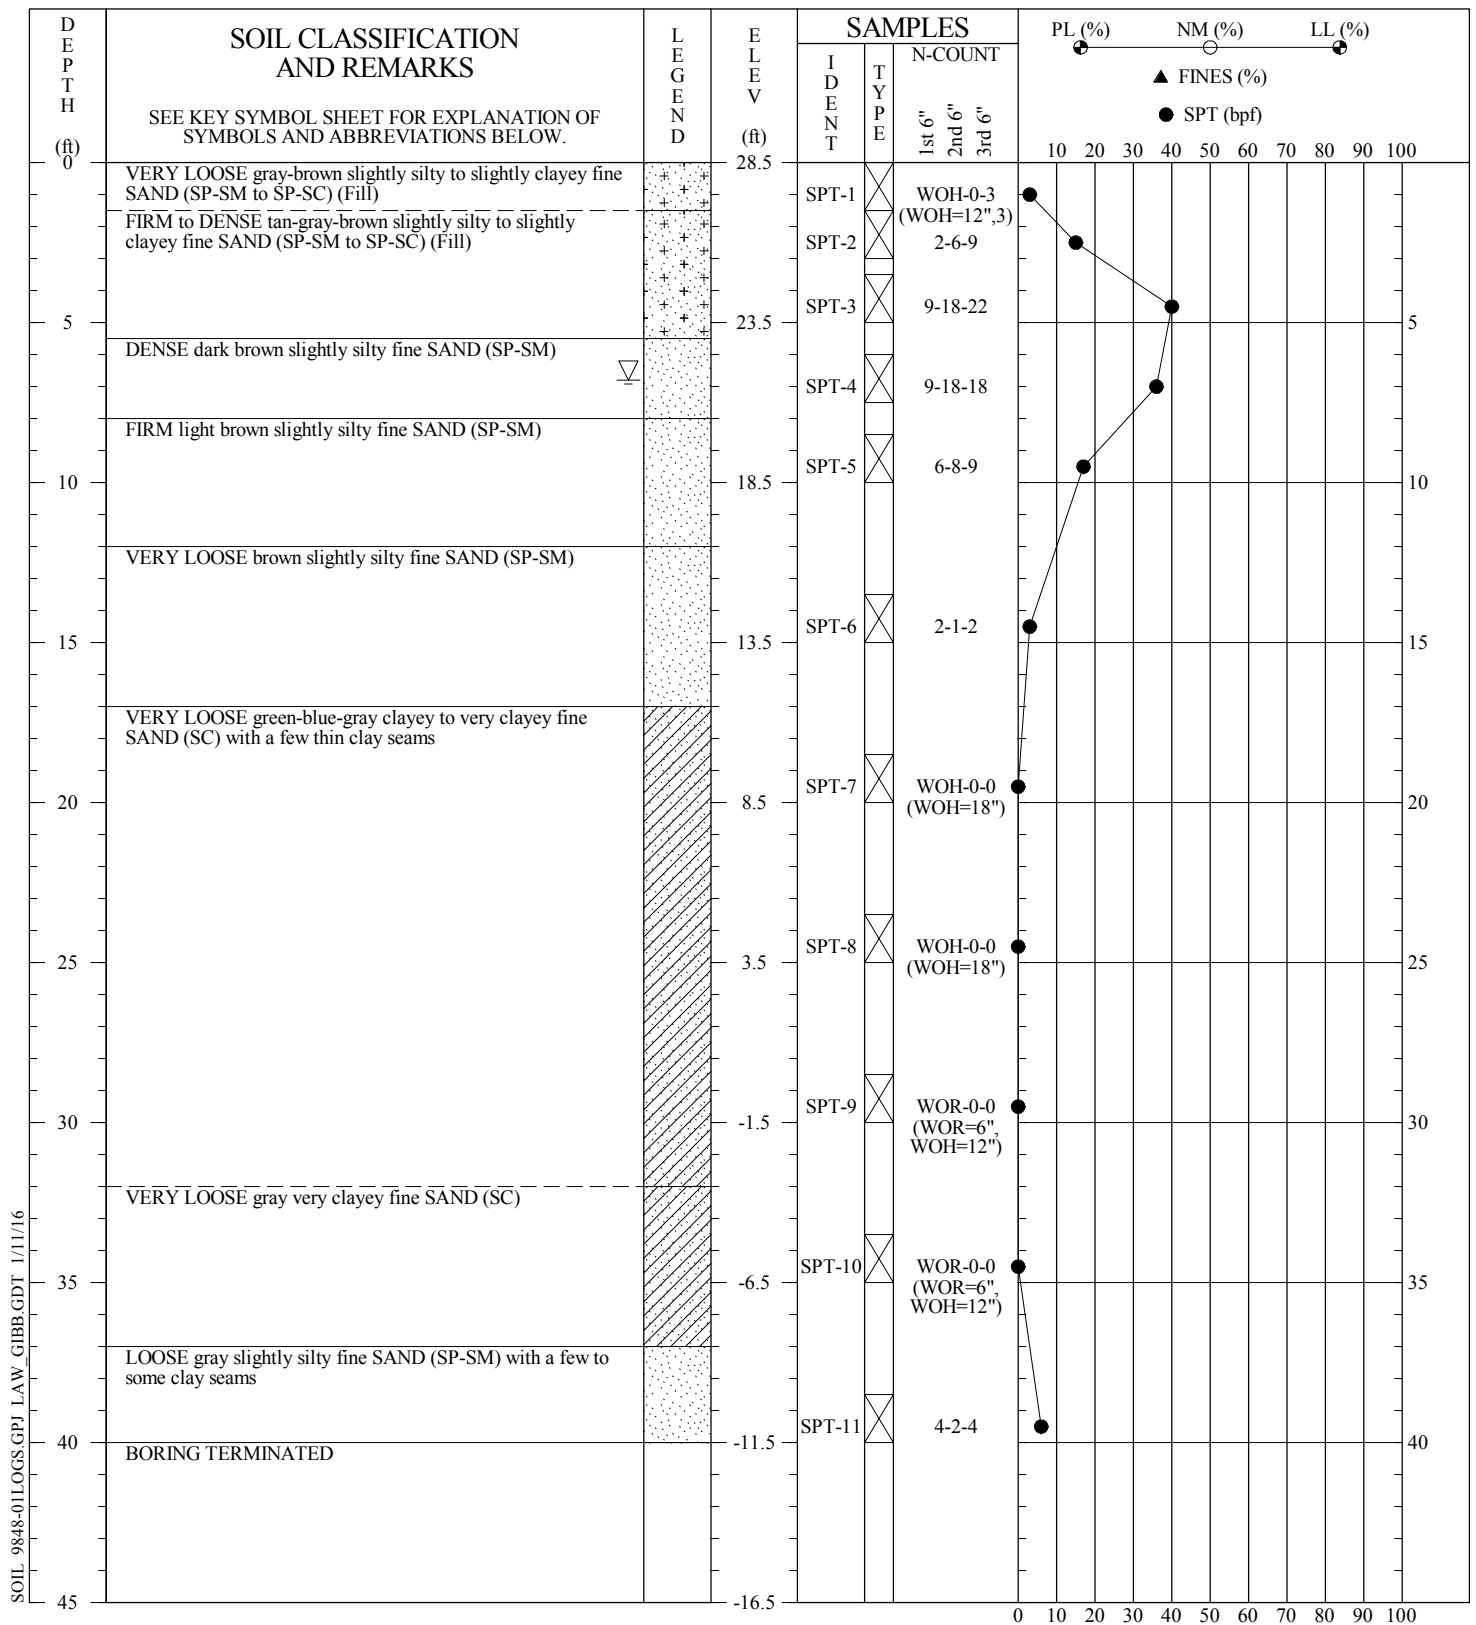 DEPTH
(ft)
SOIL CLASSIFICATION
AND REMARKS
SEE KEY SYMBOL SHEET FOR EXPLANATION OF
SYMBOLS AND ABBREVIATIONS BELOW.
LEGEND
ELEV
(ft)
SAMPLES
IDENT
TYPE
N-COUNT
1st 6"
2nd 6"
3rd 6"
PL (%) NM (%) LL (%)
FINES (%)
SPT (bpf)
10 20 30 40 50 60 70 80 90 100
0 28.5
VERY LOOSE gray-brown slightly silty to slightly clayey fine
SAND (SP-SM to SP-SC) (Fill)
SPT-1 WOH-0-3
(WOH=12",3)
FIRM to DENSE tan-gray-brown slightly silty to slightly
clayey fine SAND (SP-SM to SP-SC) (Fill)
SPT-2 2-6-9
SPT-3 9-18-22
5 23.5 5
DENSE dark brown slightly silty fine SAND (SP-SM)
SPT-4 9-18-18
FIRM light brown slightly silty fine SAND (SP-SM)
SPT-5 6-8-9
10 18.5 10
VERY LOOSE brown slightly silty fine SAND (SP-SM)
SPT-6 2-1-2
15 13.5 15
VERY LOOSE green-blue-gray clayey to very clayey fine
SAND (SC) with a few thin clay seams
SPT-7 WOH-0-0
(WOH=18")
20 8.5 20
SPT-8 WOH-0-0
(WOH=18")
25 3.5 25
SPT-9 WOR-0-0
(WOR=6",
WOH=12")
30 -1.5 30
VERY LOOSE gray very clayey fine SAND (SC)
SPT-10 WOR-0-0
(WOR=6",
WOH=12")
35 -6.5 35
LOOSE gray slightly silty fine SAND (SP-SM) with a few to
some clay seams
SPT-11 4-2-4
40 -11.5 40
BORING TERMINATED
45 -16.5
0 10 20 30 40 50 60 70 80 90 100
SOIL 9848-01LOGS.GPJ LAW_GIBB.GDT 1/11/16